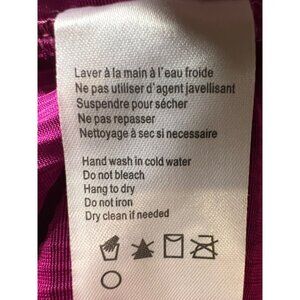 Laver à la main à l'eau froide
Ne pas utiliser d'agent javellisant
Suspendre pour sécher
Ne pas repasser
Nettoyage à sec si necessaire
Hand wash in cold water
Do not bleach
Hang to dry
Do not iron
Dry clean if needed